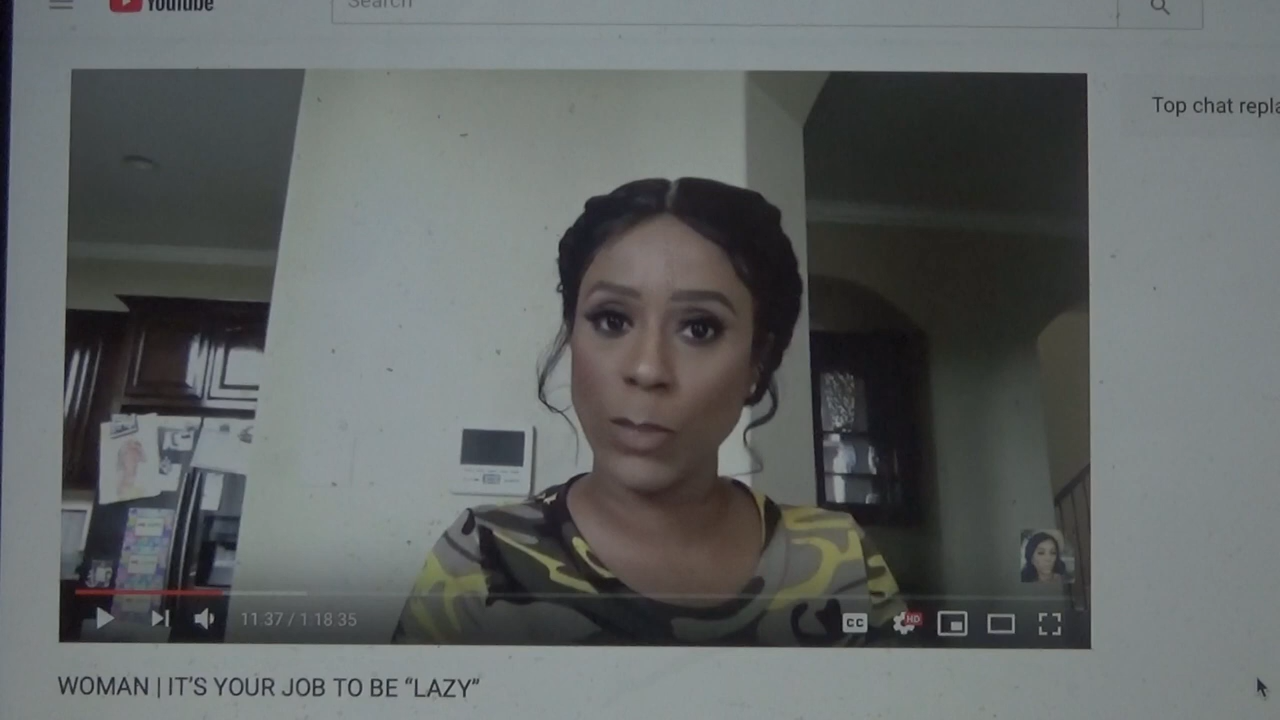 YouTube
Search
Top chat repla
11:37 / 1:18:35
CC
HD
WOMAN | IT'S YOUR JOB TO BE “LAZY”